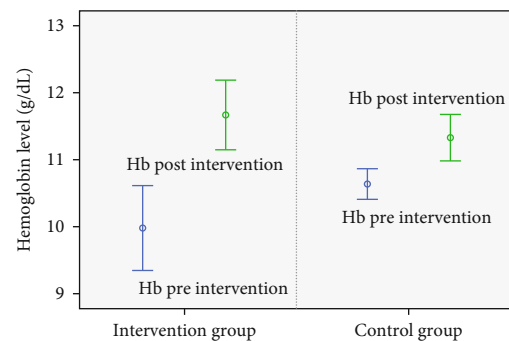 Hemoglobin level (g/dL)
13
12
11
10
9
Hb post intervention
Hb pre intervention
Hb post intervention
Hb pre intervention
Intervention group
Control group